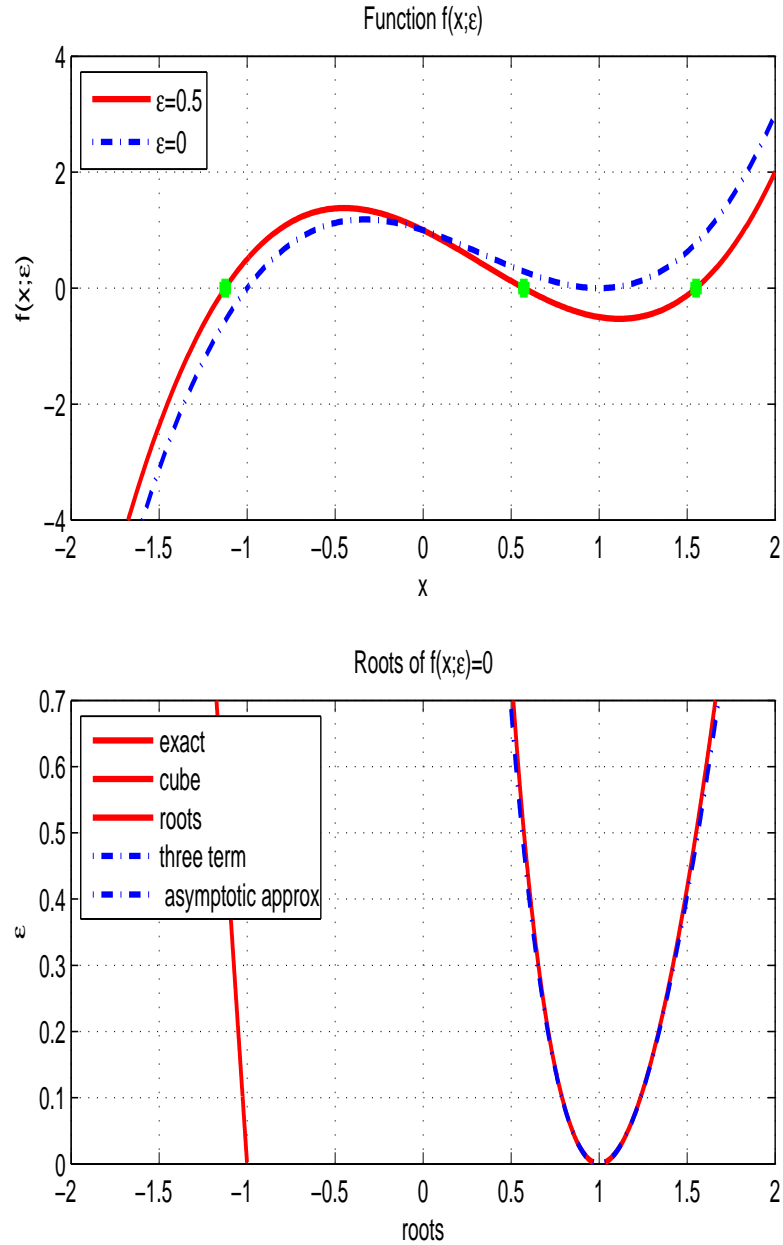 Function f(x;ε)
4
2
0
−2
−4
f(x;ε)
ε=0.5
ε=0
−2 −1.5 −1 −0.5 0 0.5 1 1.5 2
x
Roots of f(x;ε)=0
0.7
0.6
0.5
0.4
0.3
0.2
0.1
0
ε
exact
cube
roots
three term
asymptotic approx
−2 −1.5 −1 −0.5 0 0.5 1 1.5 2
roots